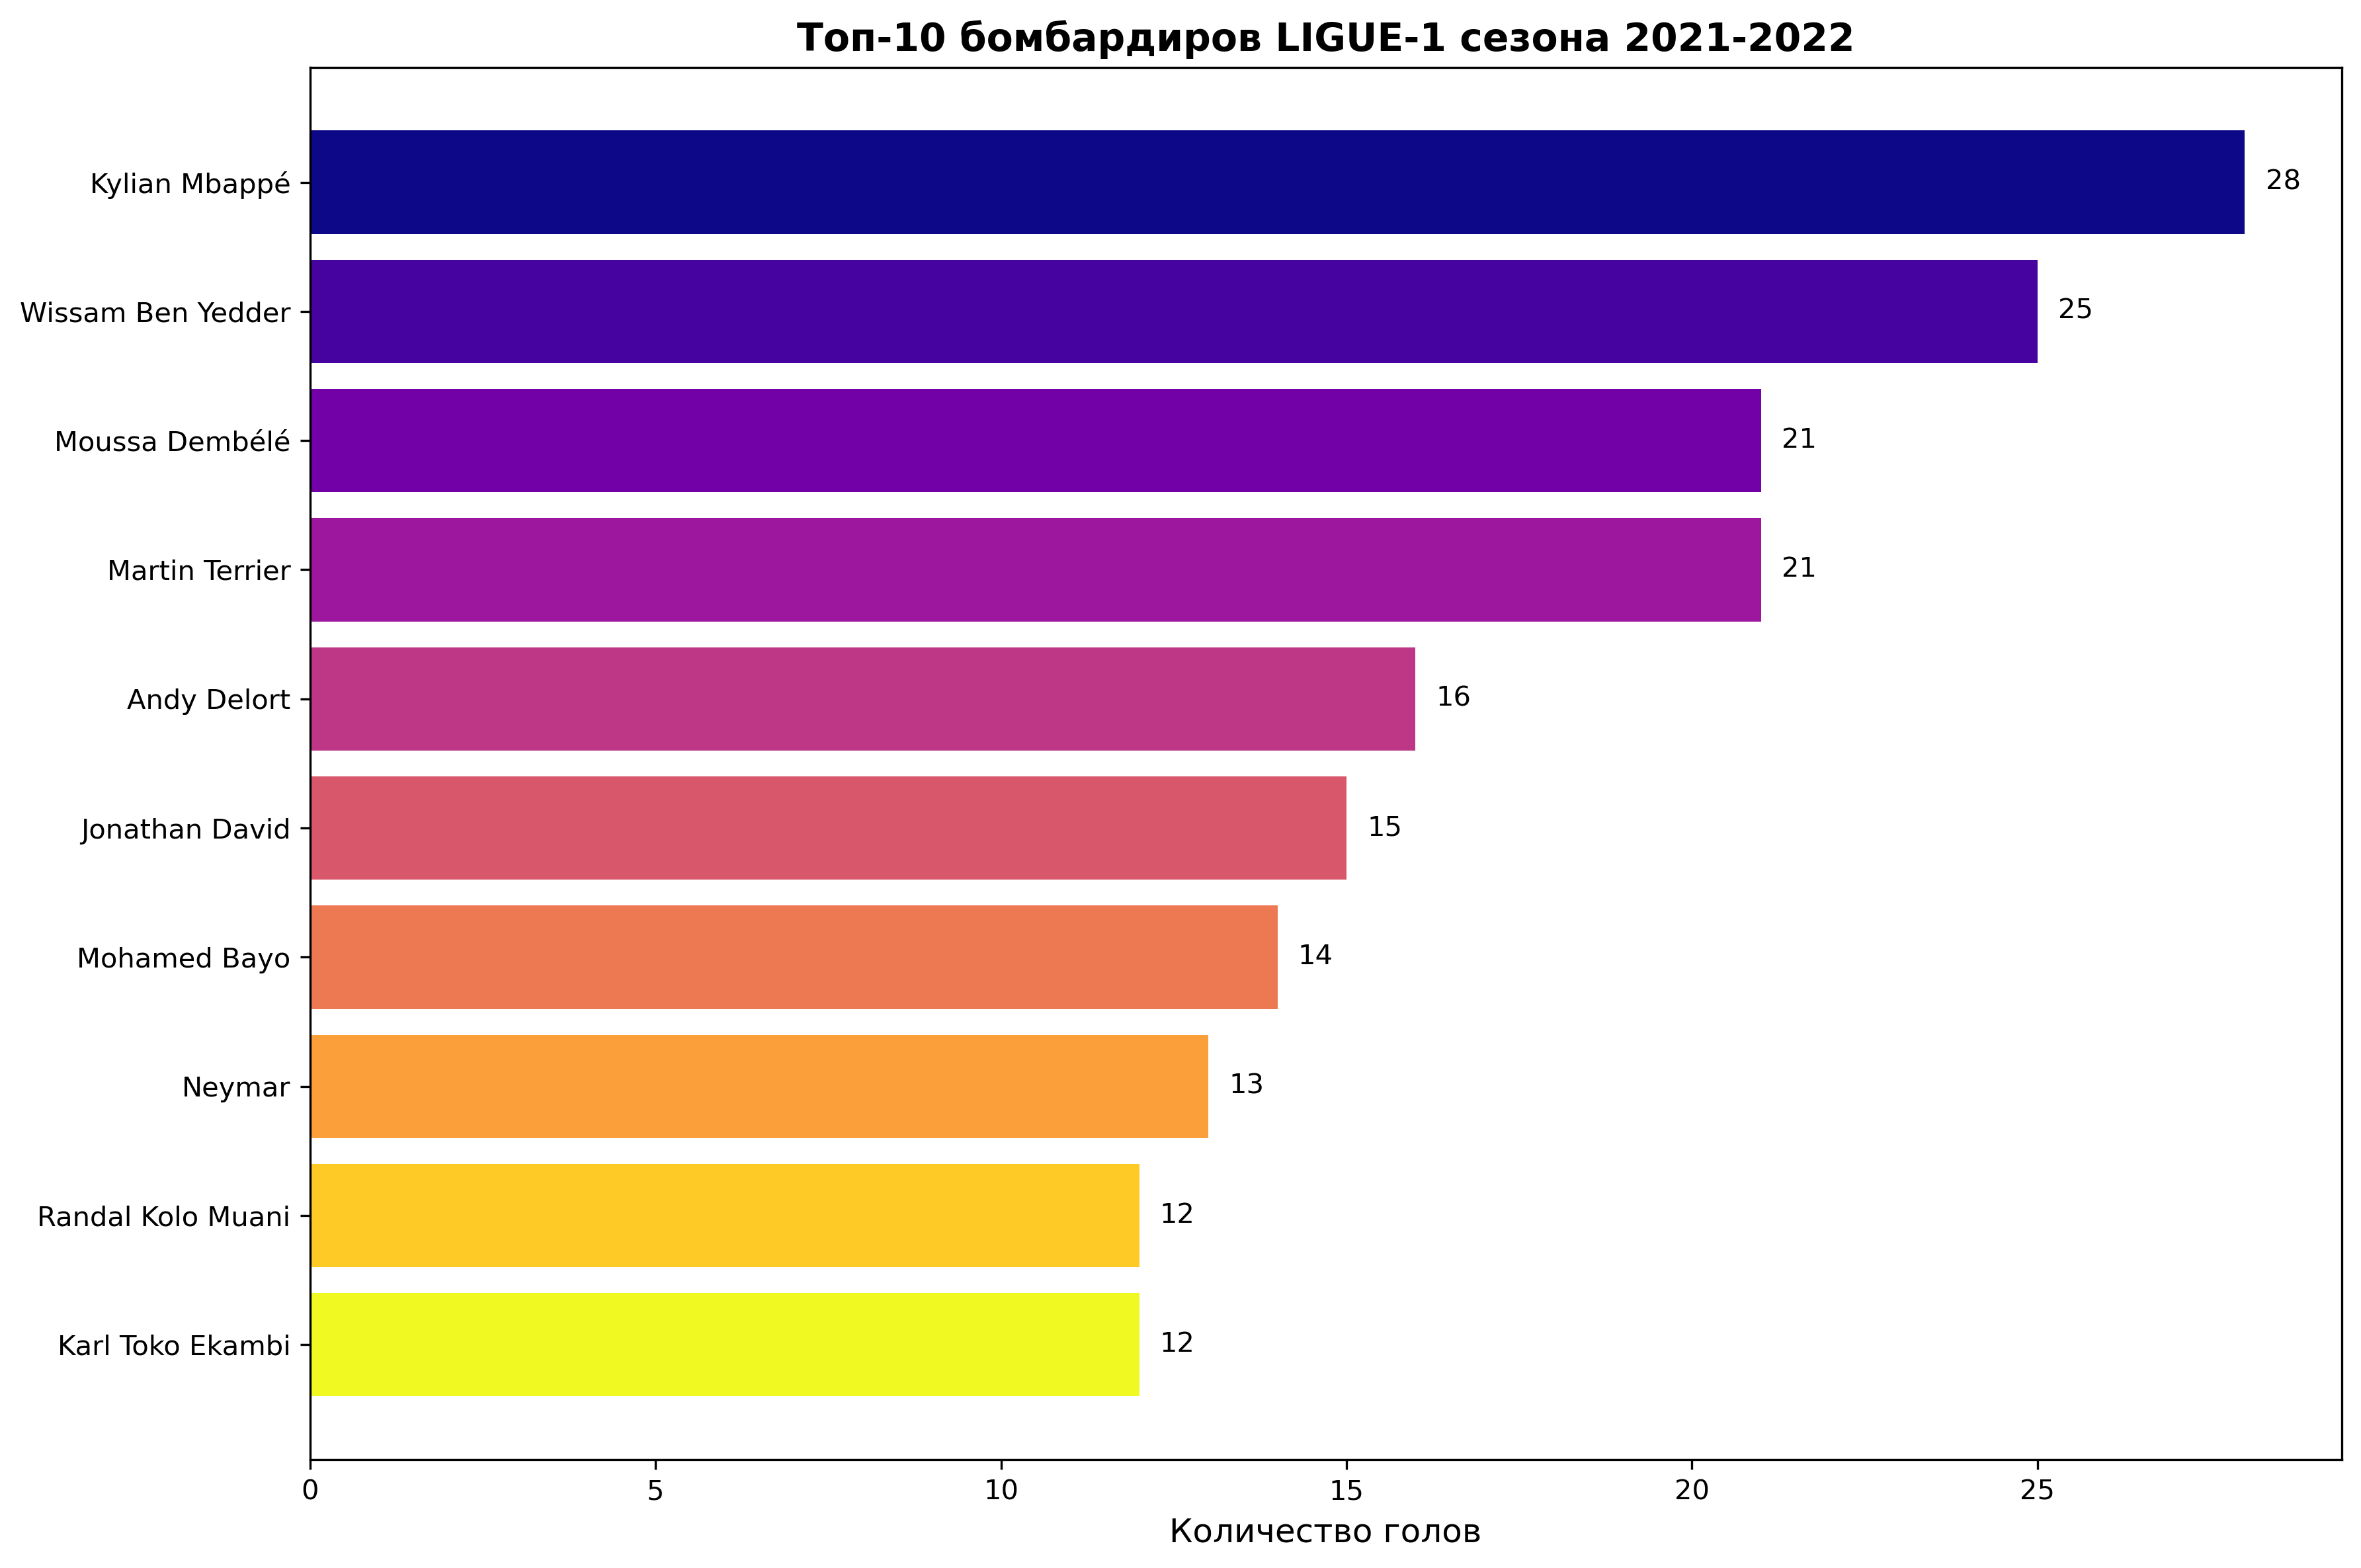 Топ-10 бомбардиров LIGUE-1 сезона 2021-2022
Kylian Mbappé 28
Wissam Ben Yedder 25
Moussa Dembélé 21
Martin Terrier 21
Andy Delort 16
Jonathan David 15
Mohamed Bayo 14
Neymar 13
Randal Kolo Muani 12
Karl Toko Ekambi 12
0 5 10 15 20 25
Количество голов